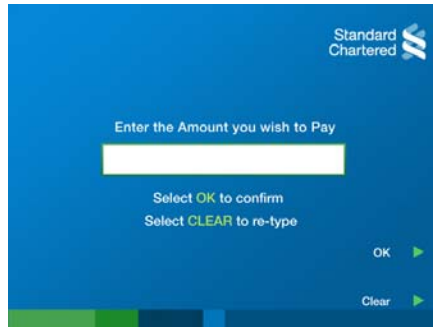 Standard
Chartered
Enter the Amount you wish to Pay
Select OK to confirm
Select CLEAR to re-type
OK
Clear